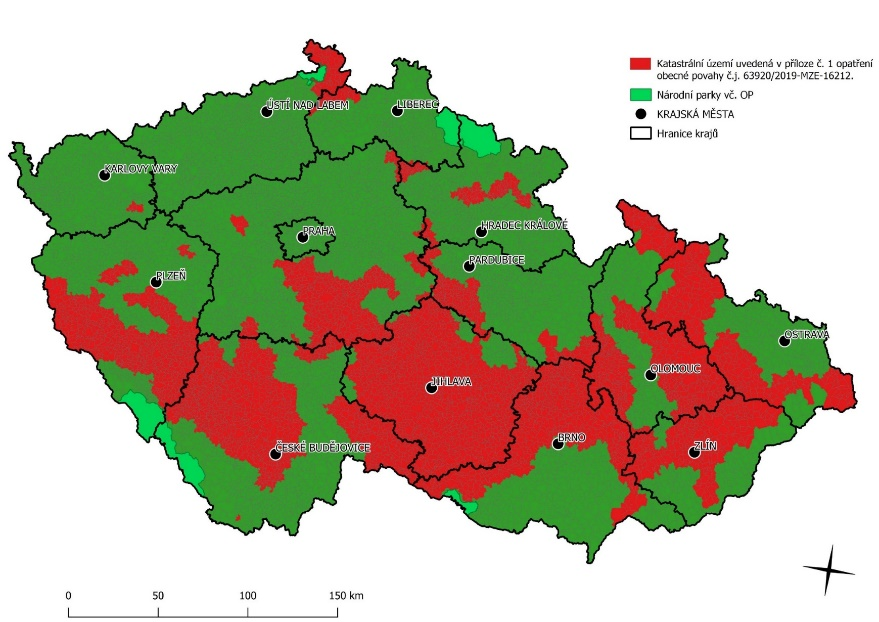 Katastrální území uvedená v příloze č. 1 opatření
obecné povahy č.j. 63920/2019-MZE-16212.
Národní parky vč. OP
KRAJSKÁ MĚSTA
Hranice krajů
ÚSTÍ NAD LABEM
LIBEREC
KARLOVY VARY
PRAHA
HRADEC KRÁLOVÉ
PARDUBICE
PLZEŇ
OSTRAVA
OLOMOUC
JIHLAVA
BRNO
ZLÍN
ČESKÉ BUDĚJOVICE
0 50 100 150 km